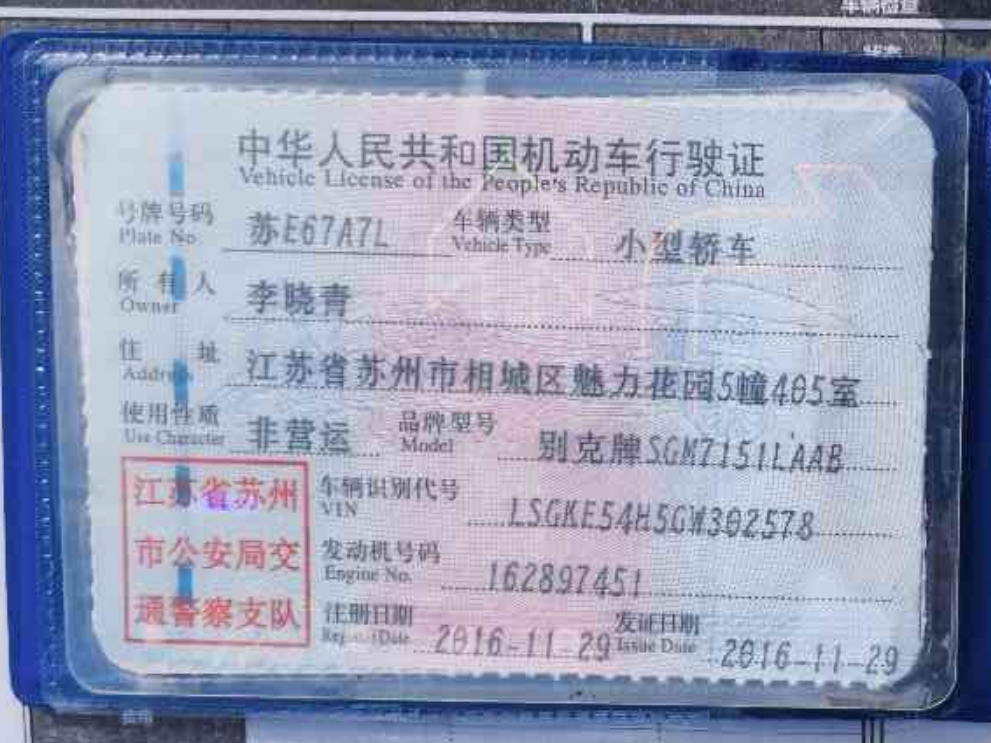 中华人民共和国机动车行驶证
Vehicle License of the People's Republic of China
号牌号码 苏E67A7L 车辆类型 小型轿车
Plate No. Vehicle Type
所有人 李晓青
Owner
住址 江苏省苏州市相城区魅力花园5幢405室
Address
使用性质 非营运 品牌型号 别克牌SGM7151LAAB
Use Character Model
江苏省苏州
市公安局交
通警察支队
车辆识别代号 LSGKE54H5GW302578
VIN
发动机号码 162897451
Engine No.
注册日期 2016-11-29 发证日期 2016-11-29
Register Date Issue Date